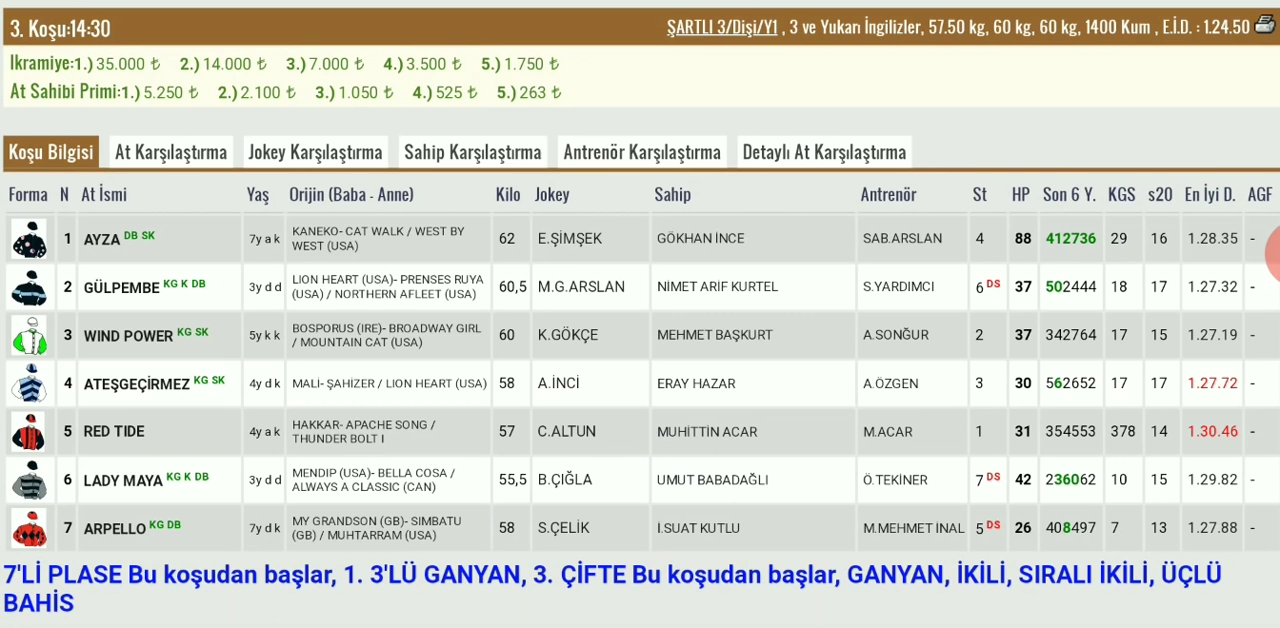 3. Koşu:14:30 ŞARTLI 3/Dişi/Y1 , 3 ve Yukarı İngilizler, 57.50 kg, 60 kg, 60 kg, 1400 Kum , E.İ.D. : 1.24.50
Ikramiye:1.) 35.000 ₺ 2.) 14.000 ₺ 3.) 7.000 ₺ 4.) 3.500 ₺ 5.) 1.750 ₺
At Sahibi Primi:1.) 5.250 ₺ 2.) 2.100 ₺ 3.) 1.050 ₺ 4.) 525 ₺ 5.) 263 ₺
Koşu Bilgisi At Karşılaştırma Jokey Karşılaştırma Sahip Karşılaştırma Antrenör Karşılaştırma Detaylı At Karşılaştırma
Forma N At İsmi Yaş Orijin (Baba - Anne) Kilo Jokey Sahip Antrenör St HP Son 6 Y. KGS s20 En İyi D. AGF
1 AYZA DB SK 7y a k KANEKO- CAT WALK / WEST BY WEST (USA) 62 E.ŞİMŞEK GÖKHAN İNCE SAB.ARSLAN 4 88 412736 29 16 1.28.35 -
2 GÜLPEMBE KG K DB 3y d d LION HEART (USA)- PRENSES RUYA (USA) / NORTHERN AFLEET (USA) 60,5 M.G.ARSLAN NİMET ARİF KURTEL S.YARDIMCI 6 DS 37 502444 18 17 1.27.32 -
3 WIND POWER KG SK 5y k k BOSPORUS (IRE)- BROADWAY GIRL / MOUNTAIN CAT (USA) 60 K.GÖKÇE MEHMET BAŞKURT A.SONĞUR 2 37 342764 17 15 1.27.19 -
4 ATEŞGEÇİRMEZ KG SK 4y d k MALİ- ŞAHİZER / LION HEART (USA) 58 A.İNCİ ERAY HAZAR A.ÖZGEN 3 30 562652 17 17 1.27.72 -
5 RED TIDE 4y a k HAKKAR- APACHE SONG / THUNDER BOLT I 57 C.ALTUN MUHİTTİN ACAR M.ACAR 1 31 354553 378 14 1.30.46 -
6 LADY MAYA KG K DB 3y d d MENDIP (USA)- BELLA COSA / ALWAYS A CLASSIC (CAN) 55,5 B.ÇIĞLA UMUT BABADAĞLI Ö.TEKİNER 7 DS 42 236062 10 15 1.29.82 -
7 ARPELLO KG DB 7y d k MY GRANDSON (GB)- SIMBATU (GB) / MUHTARRAM (USA) 58 S.ÇELİK İ.SUAT KUTLU M.MEHMET İNAL 5 DS 26 408497 7 13 1.27.88 -
7'Lİ PLASE Bu koşudan başlar, 1. 3'LÜ GANYAN, 3. ÇİFTE Bu koşudan başlar, GANYAN, İKİLİ, SIRALI İKİLİ, ÜÇLÜ
BAHİS